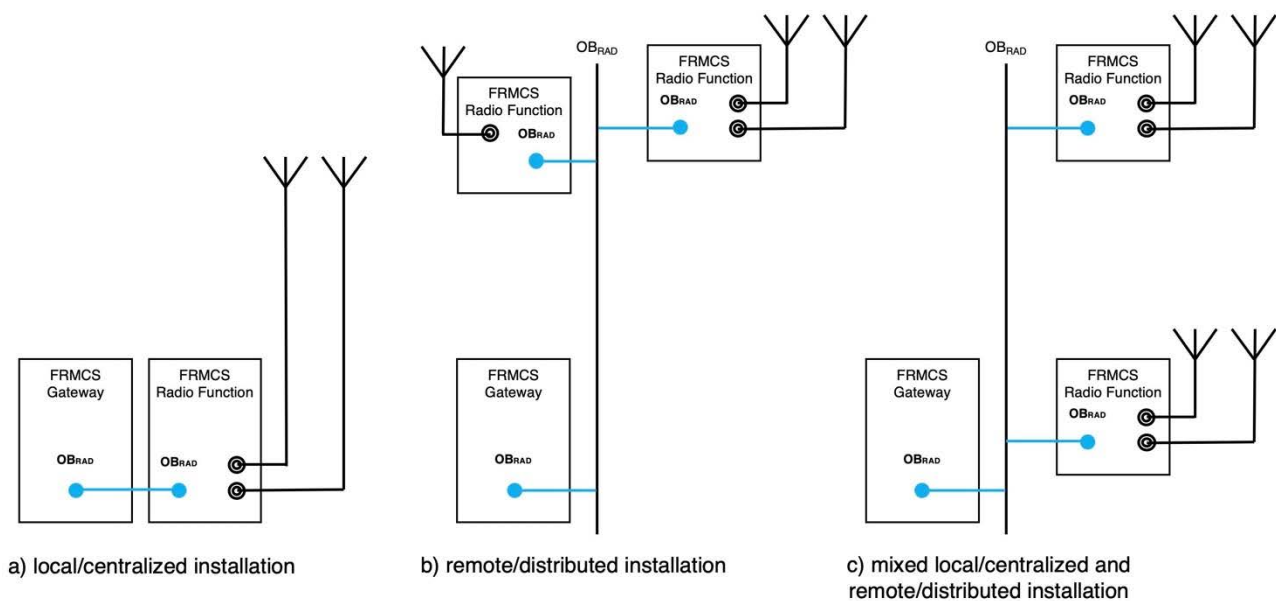 FRMCS
Gateway
OBRAD
FRMCS
Radio Function
OBRAD
a) local/centralized installation
OBRAD
FRMCS
Radio Function
OBRAD
FRMCS
Radio Function
OBRAD
FRMCS
Gateway
OBRAD
b) remote/distributed installation
OBRAD
FRMCS
Radio Function
OBRAD
FRMCS
Radio Function
OBRAD
FRMCS
Gateway
OBRAD
c) mixed local/centralized and
remote/distributed installation